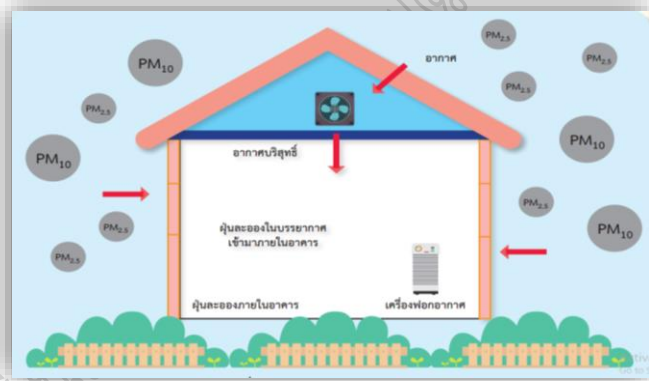 PM2.5
อากาศ
PM10
PM2.5
PM2.5
PM2.5
PM10
PM10
อากาศบริสุทธิ์
PM2.5
PM2.5
ฝุ่นละอองในบรรยากาศ
เข้ามาภายในอาคาร
PM10
PM2.5
ฝุ่นละอองภายในอาคาร
เครื่องฟอกอากาศ